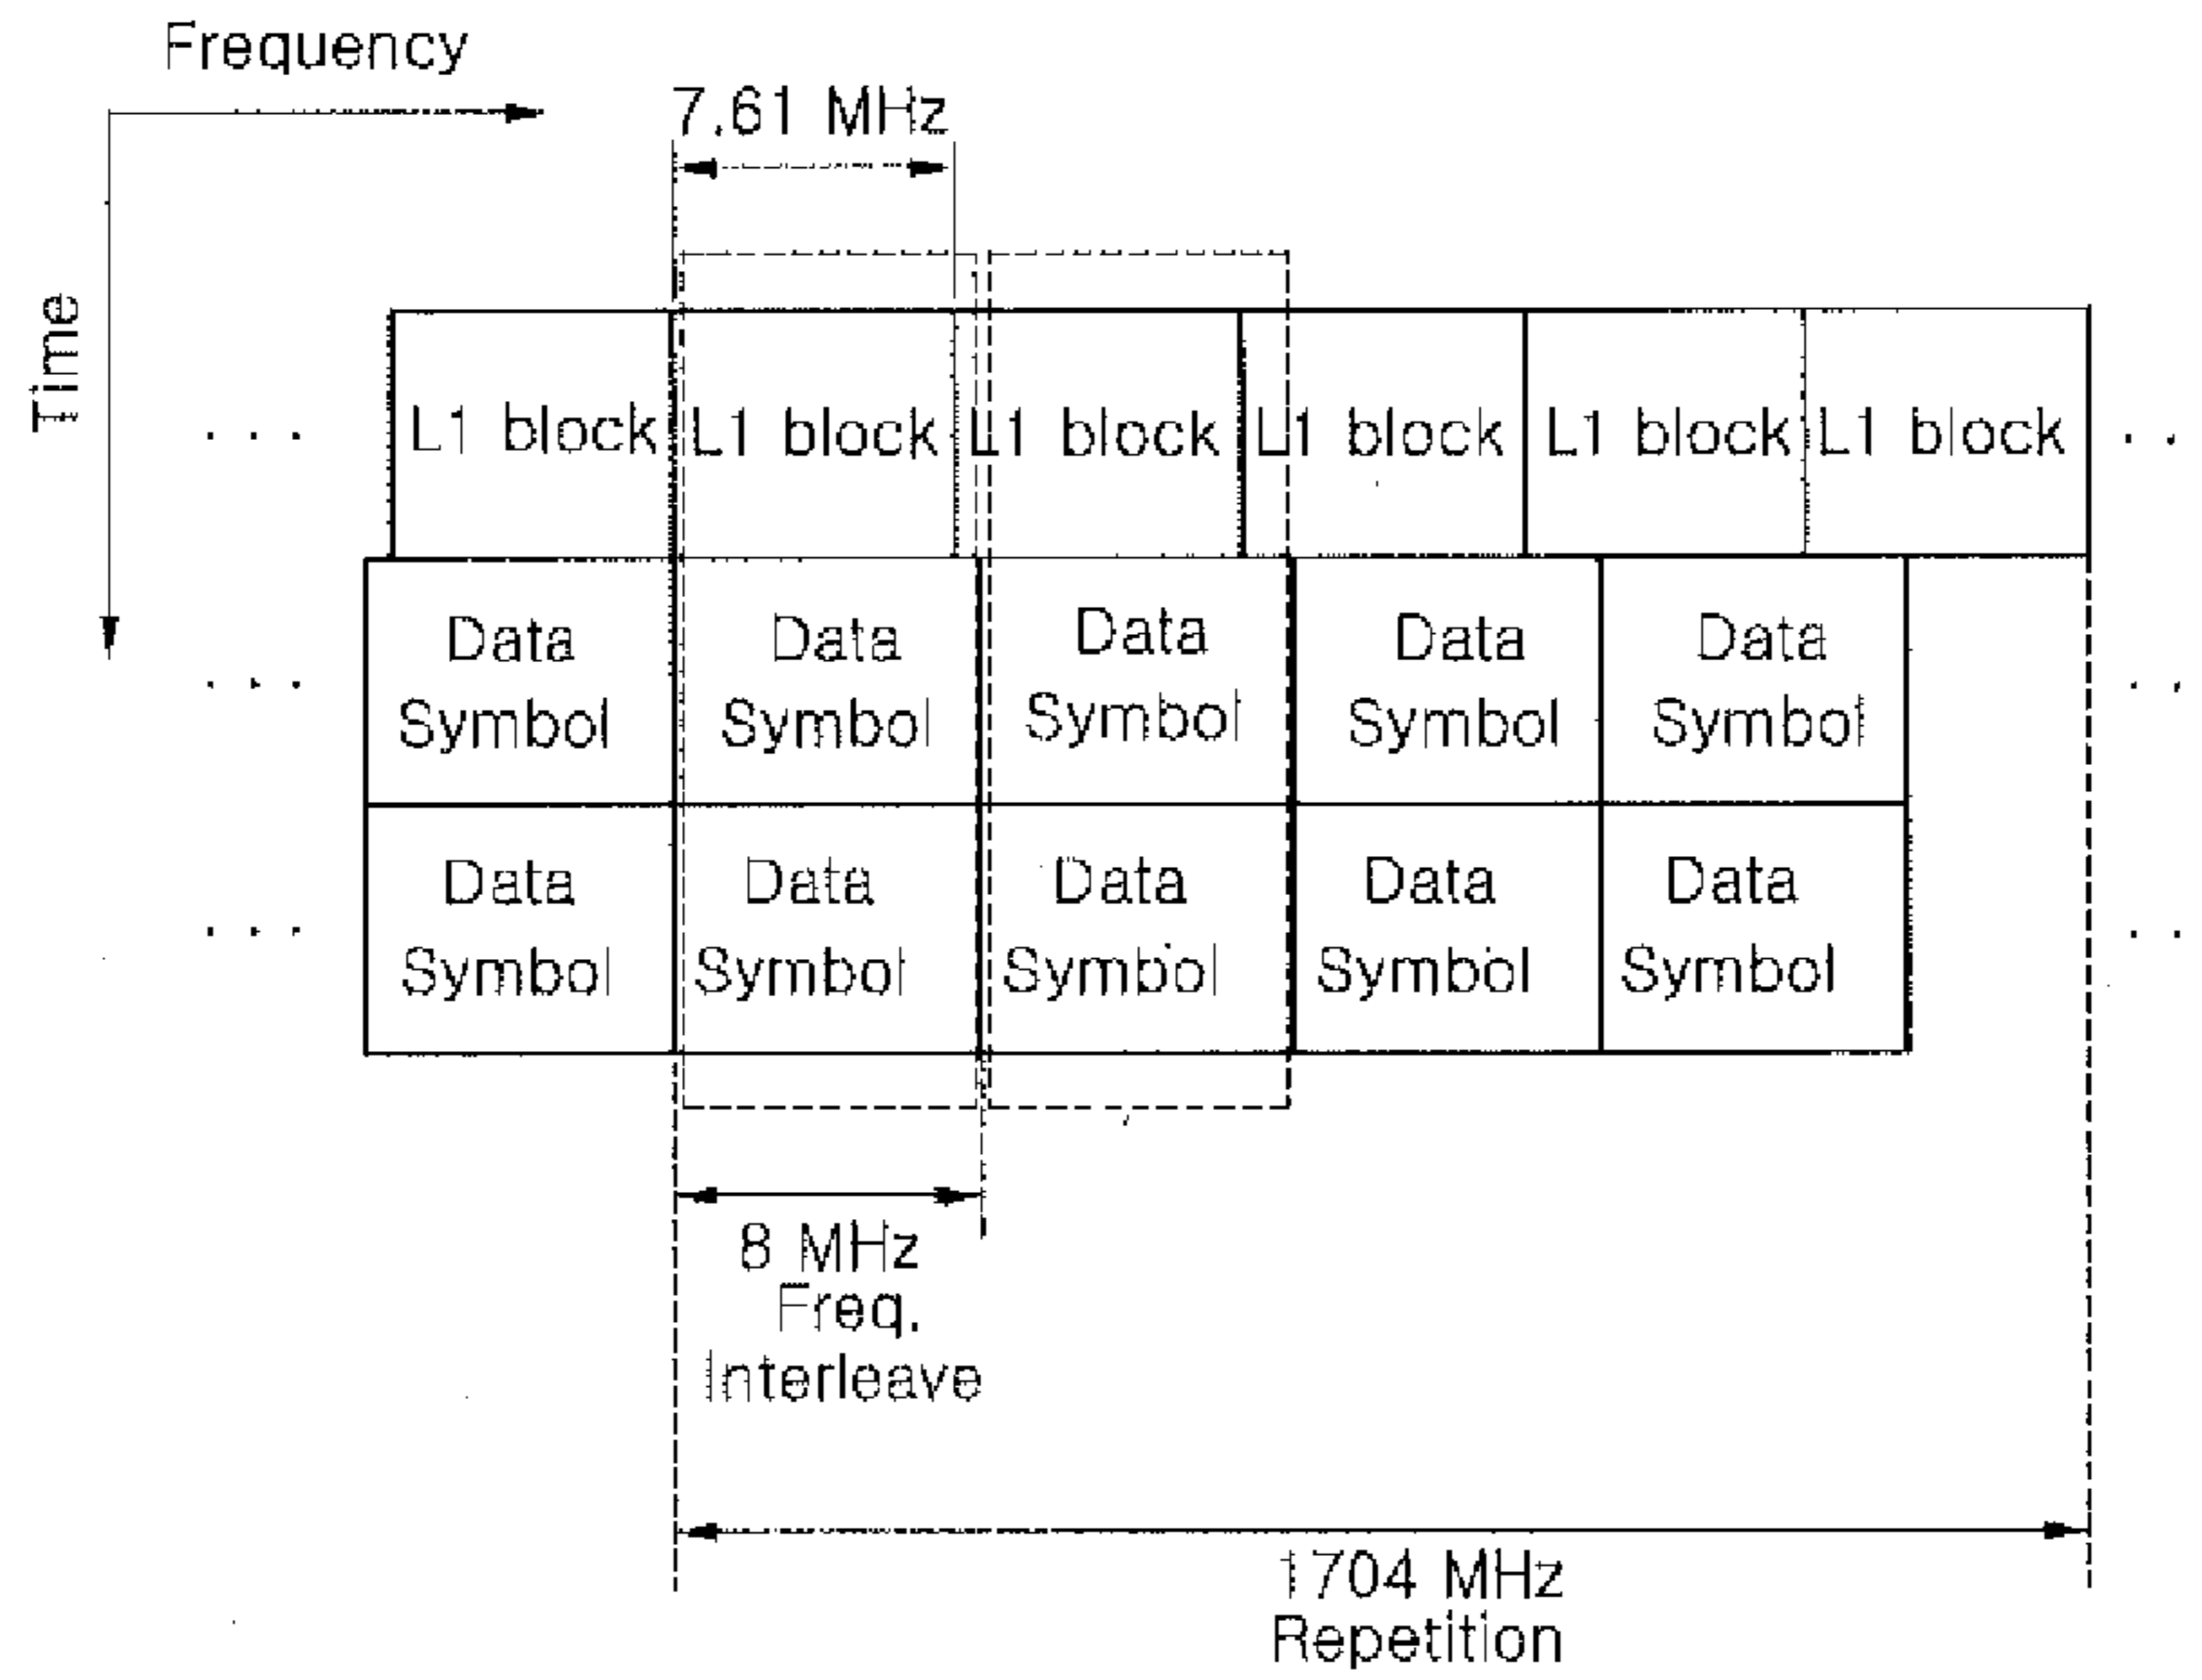 Frequency
7.61 MHz
Time
... L1 block L1 block L1 block L1 block L1 block L1 block ..
Data Data Data Data Data
... Symbol Symbol Symbol Symbol Symbol ..
Data Data Data Data Data
... Symbol Symbol Symbol Symbol Symbol ..
8 MHz
Freq.
Interleave
1704 MHz
Repetition